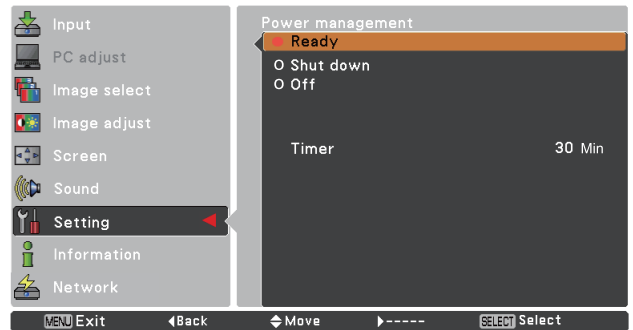 Input
PC adjust
Image select
Image adjust
Screen
Sound
Setting
Information
Network
Power management
Ready
Shut down
Off
Timer 30 Min
MENU Exit Back Move ----- SELECT Select